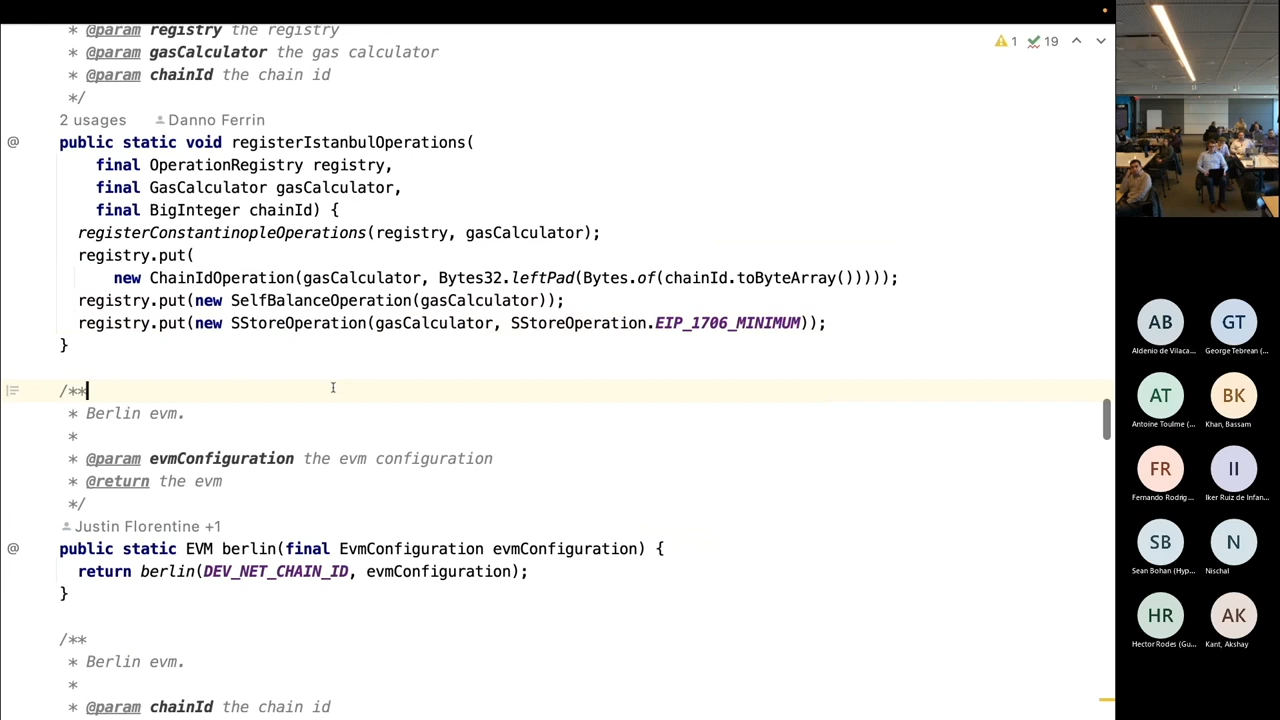 * @param registry the registry
* @param gasCalculator the gas calculator
* @param chainId the chain id
*/
2 usages Danno Ferrin
public static void registerIstanbulOperations(
final OperationRegistry registry,
final GasCalculator gasCalculator,
final BigInteger chainId) {
registerConstantinopleOperations(registry, gasCalculator);
registry.put(
new ChainIdOperation(gasCalculator, Bytes32.leftPad(Bytes.of(chainId.toByteArray()))));
registry.put(new SelfBalanceOperation(gasCalculator));
registry.put(new SStoreOperation(gasCalculator, SStoreOperation.EIP_1706_MINIMUM));
}
/**
* Berlin evm.
*
* @param evmConfiguration the evm configuration
* @return the evm
*/
Justin Florentine +1
public static EVM berlin(final EvmConfiguration evmConfiguration) {
return berlin(DEV_NET_CHAIN_ID, evmConfiguration);
}
/**
* Berlin evm.
*
* @param chainId the chain id
1 19
@
@
AB GT
Aldenio de Vilaca... George Tebrean (...
AT BK
Antoine Toulme (... Khan, Bassam
FR II
Fernando Rodrig... Iker Ruiz de Infan...
SB N
Sean Bohan (Hyp... Nischal
HR AK
Hector Rodes (Gu... Kant, Akshay